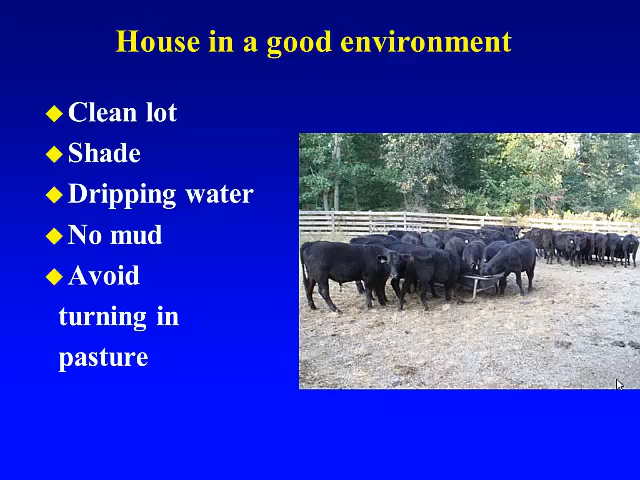 House in a good environment
Clean lot
Shade
Dripping water
No mud
Avoid
turning in
pasture